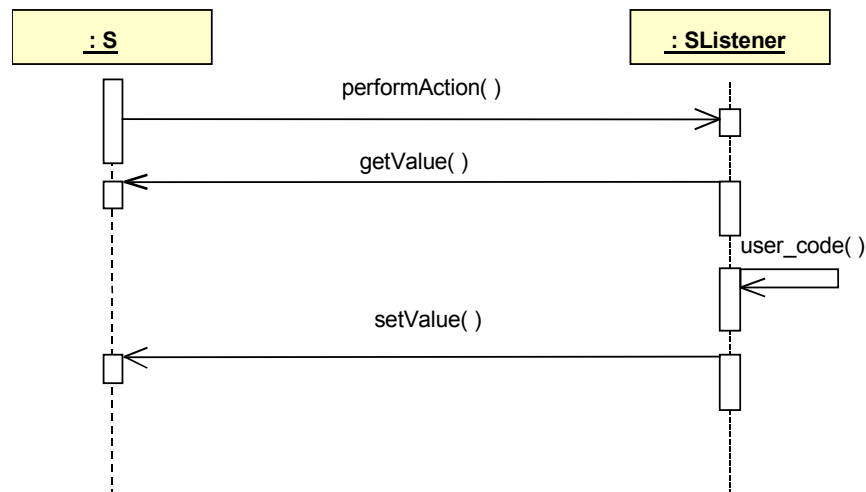 : S
: SListener
performAction( )
getValue( )
user_code( )
setValue( )